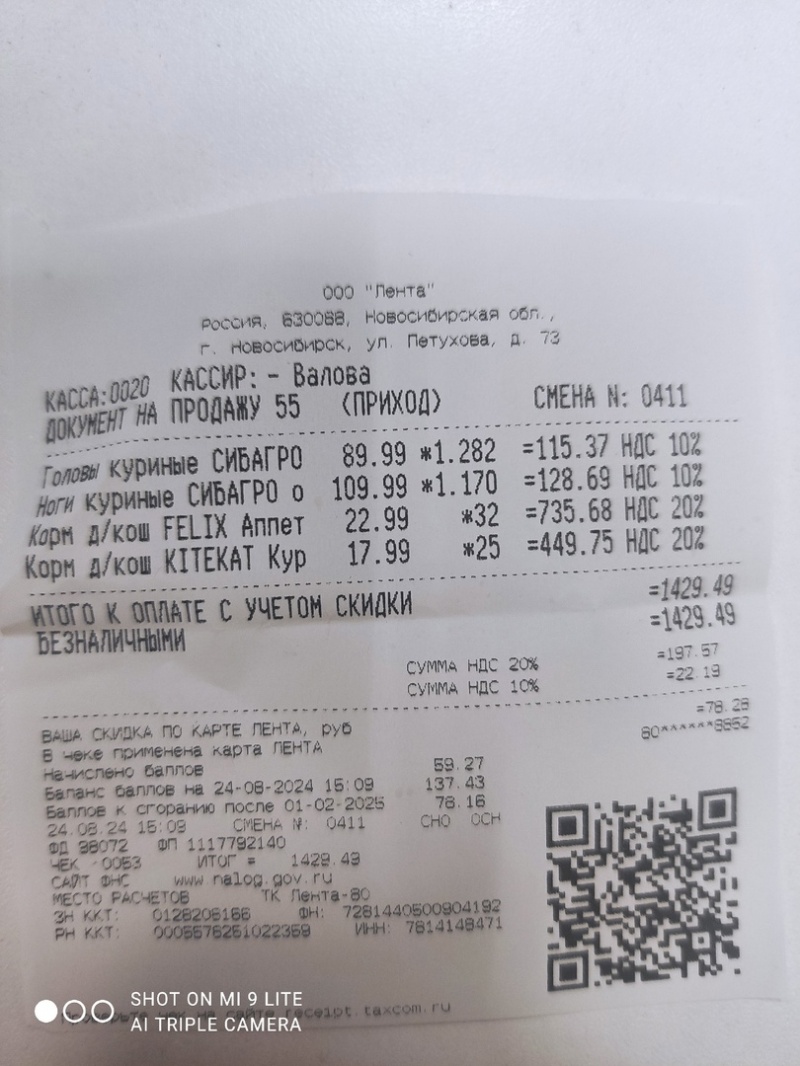 ООО "Лента"
Россия, 630088, Новосибирская обл.,
г. Новосибирск, ул. Петухова, д. 73
КАССА:0020 КАССИР: - Валова
ДОКУМЕНТ НА ПРОДАЖУ 55 (ПРИХОД) СМЕНА N: 0411
Головы куриные СИБАГРО 89.99 *1.282 =115.37 НДС 10%
Ноги куриные СИБАГРО о 109.99 *1.170 =128.69 НДС 10%
Корм д/кош FELIX Аппет 22.99 *32 =735.68 НДС 20%
Корм д/кош KITEKAT Кур 17.99 *25 =449.75 НДС 20%
ИТОГО К ОПЛАТЕ С УЧЕТОМ СКИДКИ =1429.49
БЕЗНАЛИЧНЫМИ =1429.49
СУММА НДС 20% =197.57
СУММА НДС 10% =22.19
ВАША СКИДКА ПО КАРТЕ ЛЕНТА, руб =78.28
В чеке применена карта ЛЕНТА 80******8852
Начислено баллов 59.27
Баланс баллов на 24-08-2024 15:09 137.43
Баллов к сгоранию после 01-02-2025 78.16
24.08.24 15:09 СМЕНА №: 0411 СНО ОСН
ФД 98072 ФП 1117792140
ЧЕК 0053 ИТОГ = 1429.49
САЙТ ФНС www.nalog.gov.ru
МЕСТО РАСЧЕТОВ ТК Лента-80
ЗН ККТ: 0128206166 ФН: 7281440500904192
РН ККТ: 0005576251022359 ИНН: 7814148471
чек на сайте receipt.taxcom.ru
SHOT ON MI 9 LITE
AI TRIPLE CAMERA